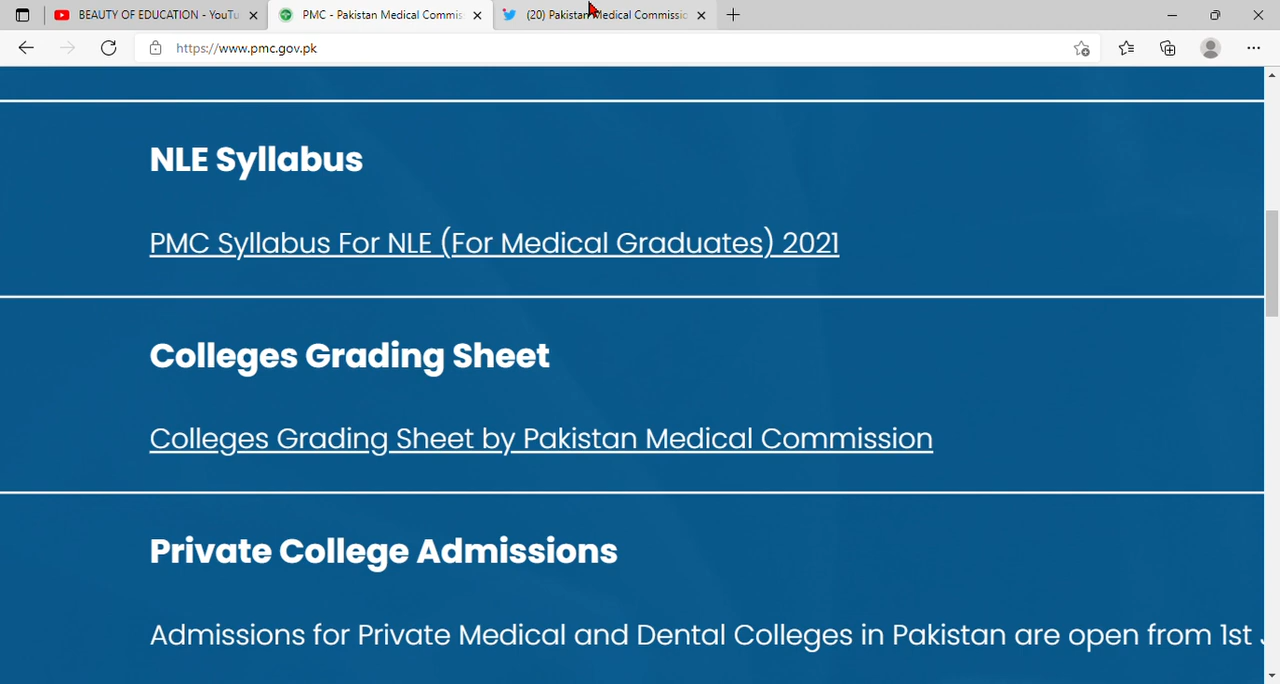 BEAUTY OF EDUCATION - YouTu
PMC - Pakistan Medical Commis
(20) Pakistan Medical Commissio
https://www.pmc.gov.pk
NLE Syllabus
PMC Syllabus For NLE (For Medical Graduates) 2021
Colleges Grading Sheet
Colleges Grading Sheet by Pakistan Medical Commission
Private College Admissions
Admissions for Private Medical and Dental Colleges in Pakistan are open from 1st